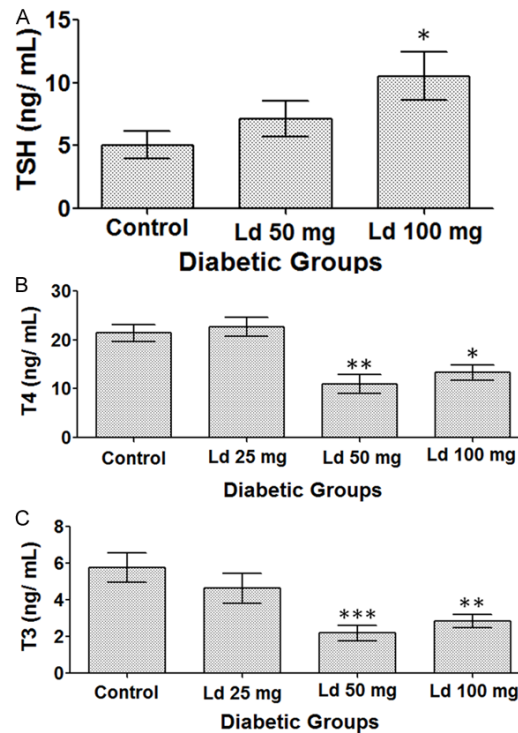 A
TSH (ng/ mL)
15
10
5
0
*
Control Ld 50 mg Ld 100 mg
Diabetic Groups
B
T4 (ng/ mL)
30
20
10
0
** *
Control Ld 25 mg Ld 50 mg Ld 100 mg
Diabetic Groups
C
T3 (ng/ mL)
8
6
4
2
0
*** **
Control Ld 25 mg Ld 50 mg Ld 100 mg
Diabetic Groups